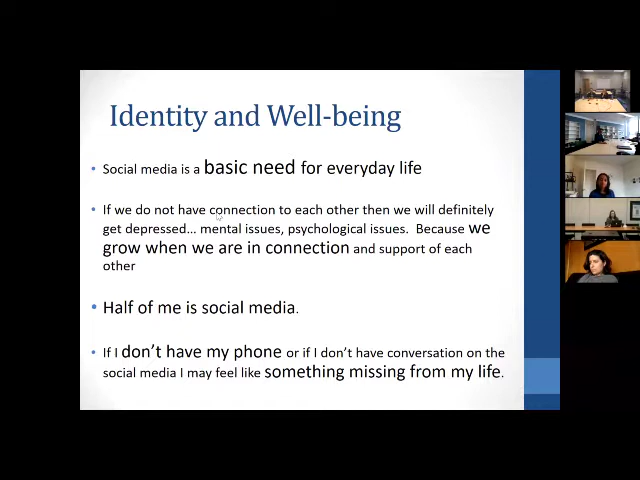 Identity and Well-being
• Social media is a basic need for everyday life
• If we do not have connection to each other then we will definitely
get depressed... mental issues, psychological issues. Because we
grow when we are in connection and support of each
other
• Half of me is social media.
• If I don't have my phone or if I don't have conversation on the
social media I may feel like something missing from my life.